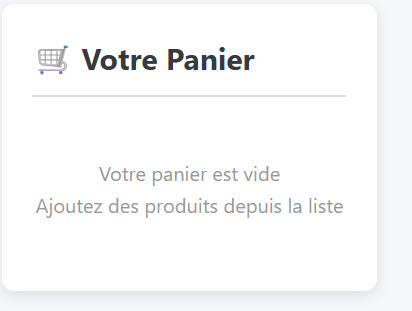 Votre Panier
Votre panier est vide
Ajoutez des produits depuis la liste